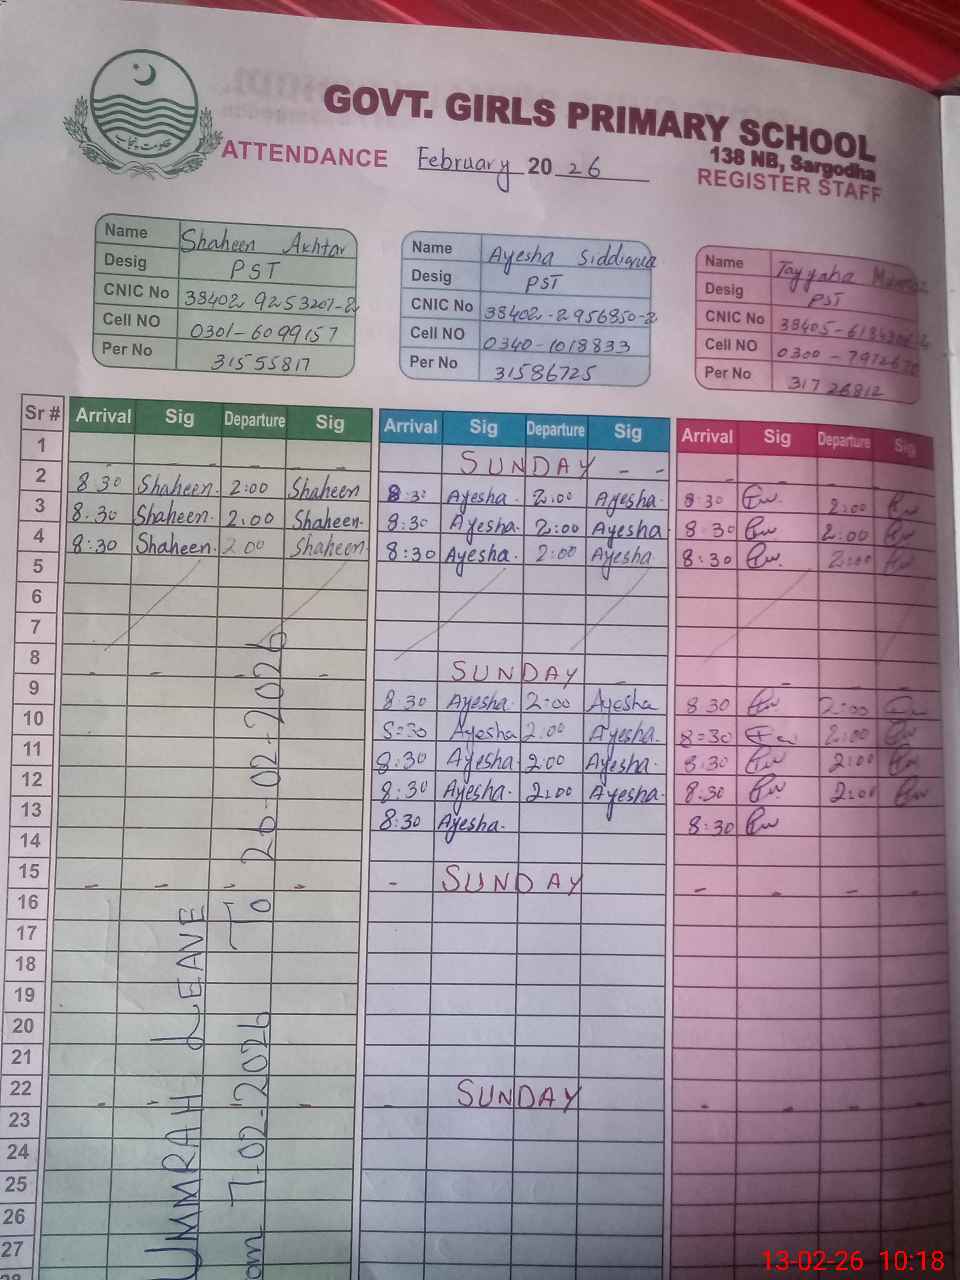 GOVT. GIRLS PRIMARY SCHOOL
138 NB, Sargodha
ATTENDANCE February 2026 REGISTER STAFF
حکومت پنجاب
Name Shaheen Akhtar
Desig PST
CNIC No 38402 9253201-2
Cell NO 0301-6099157
Per No 31555817
Name Ayesha Siddiqua
Desig PST
CNIC No 38402-2956850-2
Cell NO 0340-1018833
Per No 31586725
Name Tayyaba
Desig PST
CNIC No 38405-
Cell NO 0300-
Per No 31726812
Sr # Arrival Sig Departure Sig Arrival Sig Departure Sig Arrival Sig Departure Sig
1 - - - - SUNDAY - - - - - -
2 8 30 Shaheen. 2:00 Shaheen 8:30 Ayesha. 2:00 Ayesha. 8:30 2:00
3 8:30 Shaheen. 2:00 Shaheen. 8:30 Ayesha. 2:00 Ayesha 8:30 2:00
4 8:30 Shaheen. 2 00 Shaheen. 8:30 Ayesha. 2:00 Ayesha 8:30 2:00
5
6
7
8 - - - - SUNDAY - - - -
9 8:30 Ayesha. 2:00 Ayesha 8 30 2:00
10 8=30 Ayesha 2:00 Ayesha. 8=30 2:00
11 8:30 Ayesha. 2:00 Ayesha. 8:30 2:00
12 8:30 Ayesha. 2:00 Ayesha. 8.30 2:00
13 8:30 Ayesha. 8:30
14
15 - - - - - SUNDAY - - - -
16
17
18
19
20
21
22 - - - - - SUNDAY - - - -
23
24
25
26
27
28
UMMRAH LEAVE
om 7-02-2026 To 26-02-2026
13-02-26 10:18